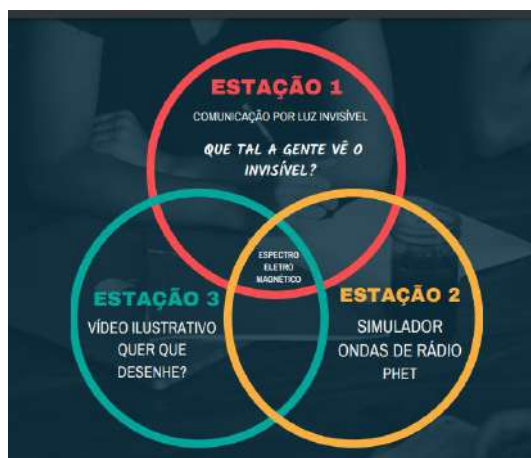 ESTAÇÃO 1
COMUNICAÇÃO POR LUZ INVISÍVEL
QUE TAL A GENTE VÊ O
INVISÍVEL?
ESPECTRO
ELETRO
MAGNÉTICO
ESTAÇÃO 3
VÍDEO ILUSTRATIVO
QUER QUE
DESENHE?
ESTAÇÃO 2
SIMULADOR
ONDAS DE RÁDIO
PHET